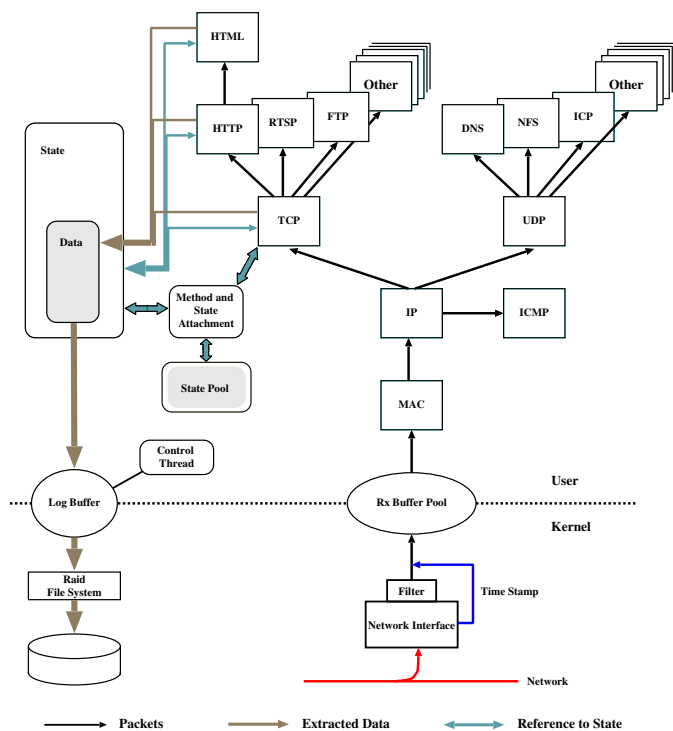 HTML
Other
Other
HTTP
RTSP
FTP
DNS
NFS
ICP
State
Data
TCP
UDP
Method and
State
Attachment
IP
ICMP
State Pool
MAC
Control
Thread
User
Log Buffer
Rx Buffer Pool
Kernel
Raid
File System
Filter
Time Stamp
Network Interface
Network
Packets
Extracted Data
Reference to State